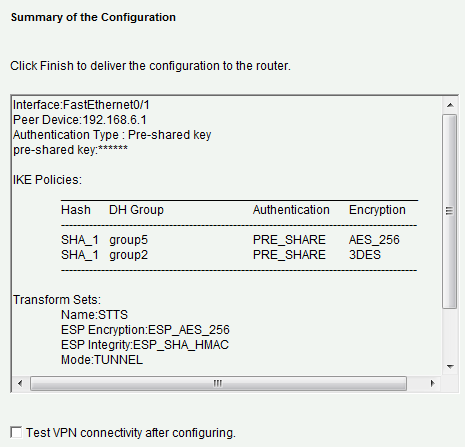 Summary of the Configuration
Click Finish to deliver the configuration to the router.
Interface:FastEthernet0/1
Peer Device:192.168.6.1
Authentication Type : Pre-shared key
pre-shared key:******
IKE Policies:
Hash DH Group Authentication Encryption
SHA_1 group5 PRE_SHARE AES_256
SHA_1 group2 PRE_SHARE 3DES
Transform Sets:
Name:STTS
ESP Encryption:ESP_AES_256
ESP Integrity:ESP_SHA_HMAC
Mode:TUNNEL
Test VPN connectivity after configuring.